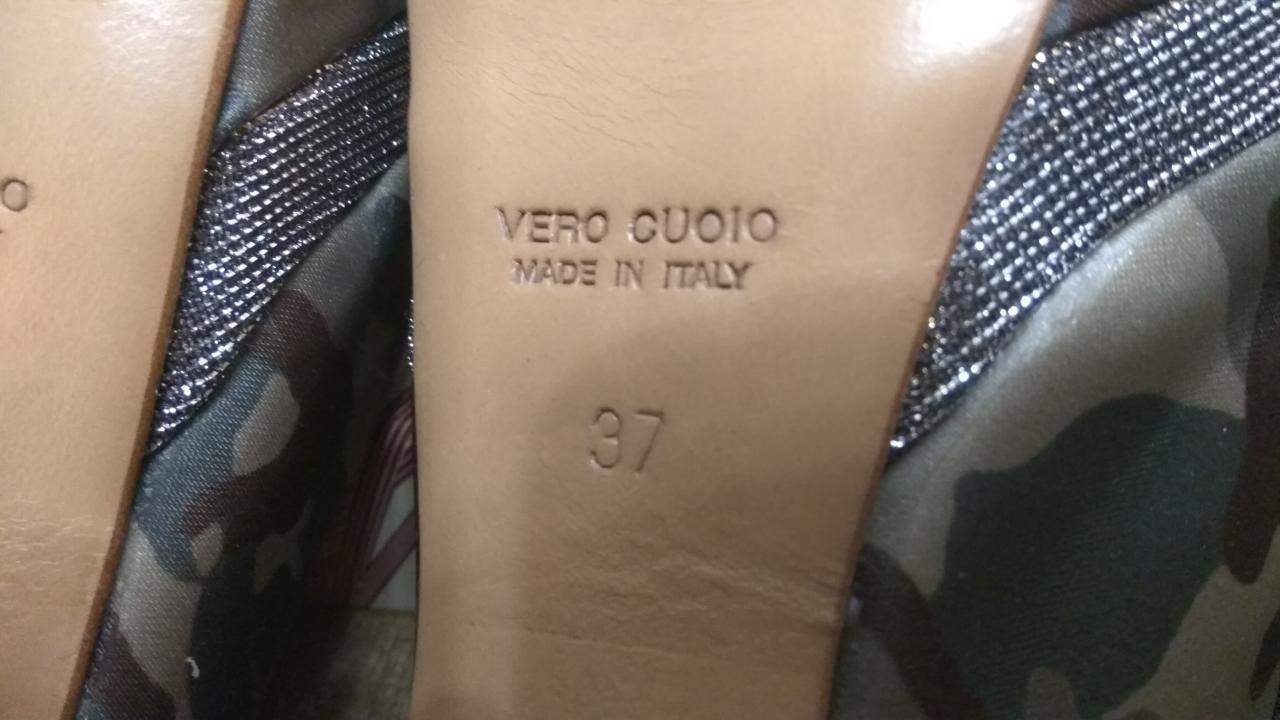 VERO CUOIO
MADE IN ITALY
37
O